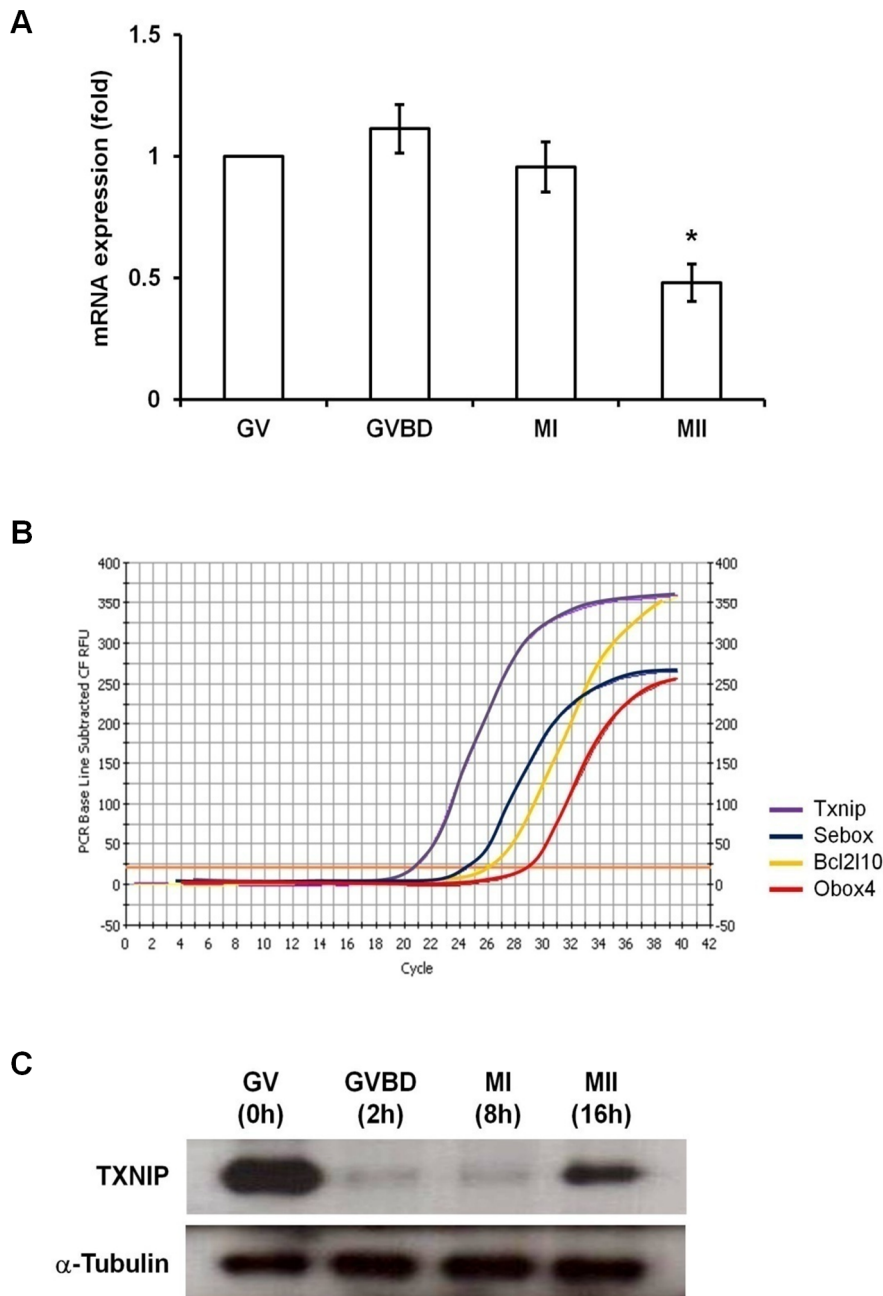 A
mRNA expression (fold)
1.5
1
0.5
0
*
GV GVBD MI MII
B
PCR Base Line Subtracted CF RFU
400 400
350 350
300 300
250 250
200 200
150 150
100 100
50 50
0 0
-50 -50
0 2 4 6 8 10 12 14 16 18 20 22 24 26 28 30 32 34 36 38 40 42
Cycle
Txnip
Sebox
Bcl2l10
Obox4
C
GV GVBD MI MII
(0h) (2h) (8h) (16h)
TXNIP
α-Tubulin